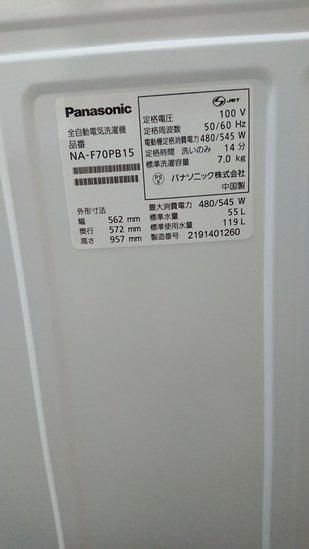 Panasonic
全自動電気洗濯機
品番
NA-F70PB15
JET
定格電圧 100 V
定格周波数 50/60 Hz
電動機定格消費電力 480/545 W
定格時間 洗いのみ 14 分
標準洗濯容量 7.0 kg
PS E パナソニック株式会社
中国製
外形寸法
幅 562 mm
奥行 572 mm
高さ 957 mm
最大消費電力 480/545 W
標準水量 55 L
標準使用水量 119 L
製造番号 2191401260